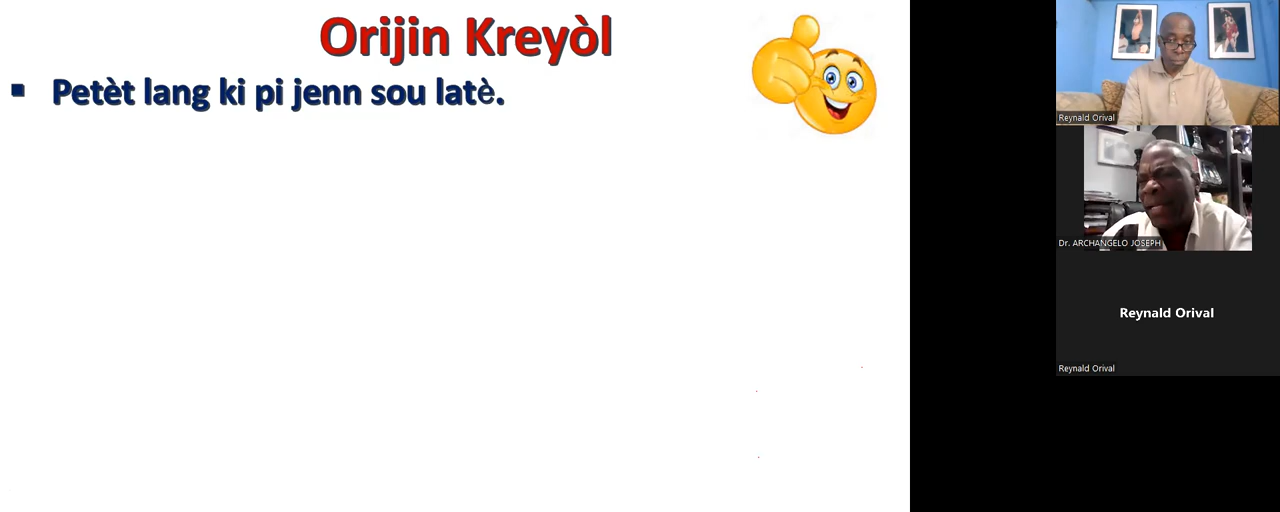 Orijin Kreyòl
▪ Petèt lang ki pi jenn sou latè.
Reynald Orival
Dr. ARCHANGELO JOSEPH
Reynald Orival
Reynald Orival